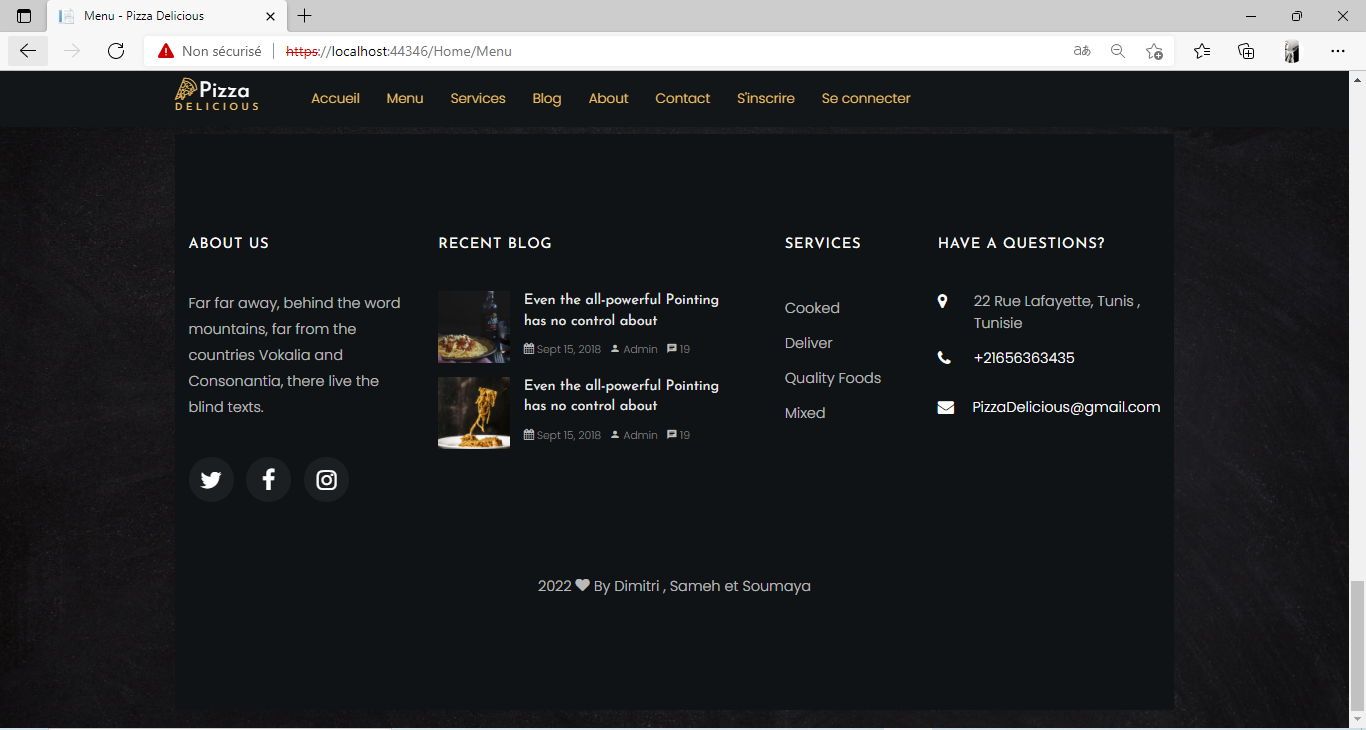 Menu - Pizza Delicious
Non sécurisé https://localhost:44346/Home/Menu
Pizza
DELICIOUS
Accueil Menu Services Blog About Contact S'inscrire Se connecter
ABOUT US
Far far away, behind the word
mountains, far from the
countries Vokalia and
Consonantia, there live the
blind texts.
RECENT BLOG
Even the all-powerful Pointing
has no control about
Sept 15, 2018 Admin 19
Even the all-powerful Pointing
has no control about
Sept 15, 2018 Admin 19
SERVICES
Cooked
Deliver
Quality Foods
Mixed
HAVE A QUESTIONS?
22 Rue Lafayette, Tunis ,
Tunisie
+21656363435
PizzaDelicious@gmail.com
2022 By Dimitri , Sameh et Soumaya